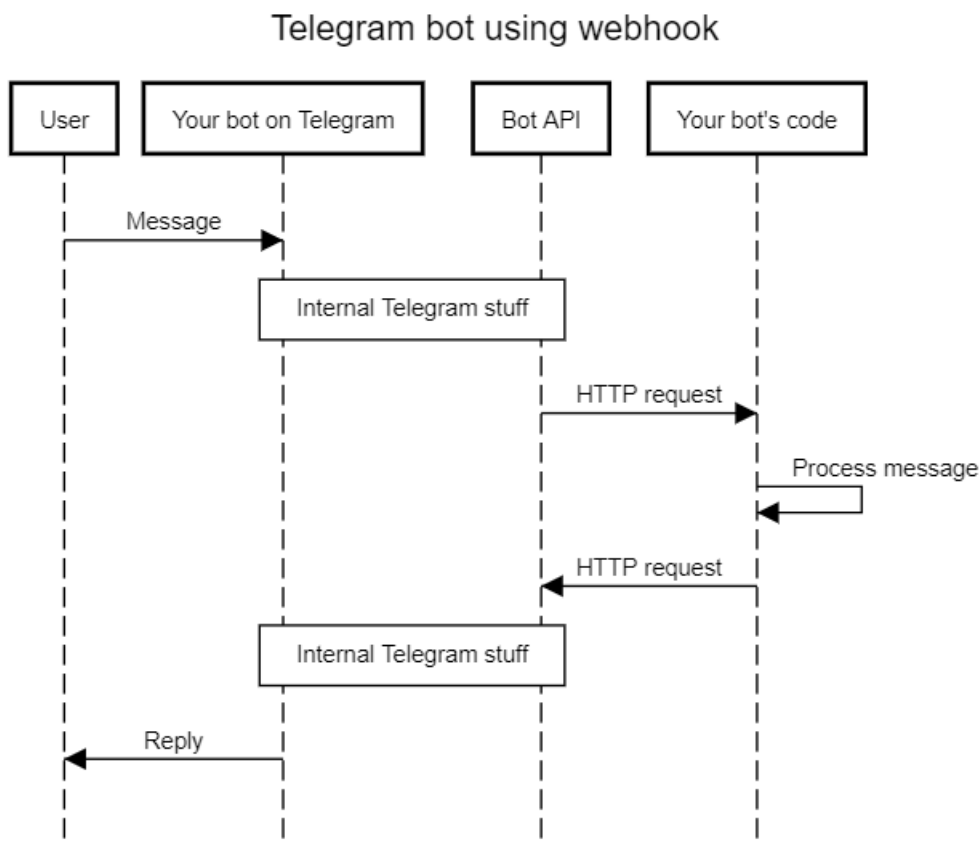 Telegram bot using webhook
User
Your bot on Telegram
Bot API
Your bot's code
Message
Internal Telegram stuff
HTTP request
Process message
HTTP request
Internal Telegram stuff
Reply